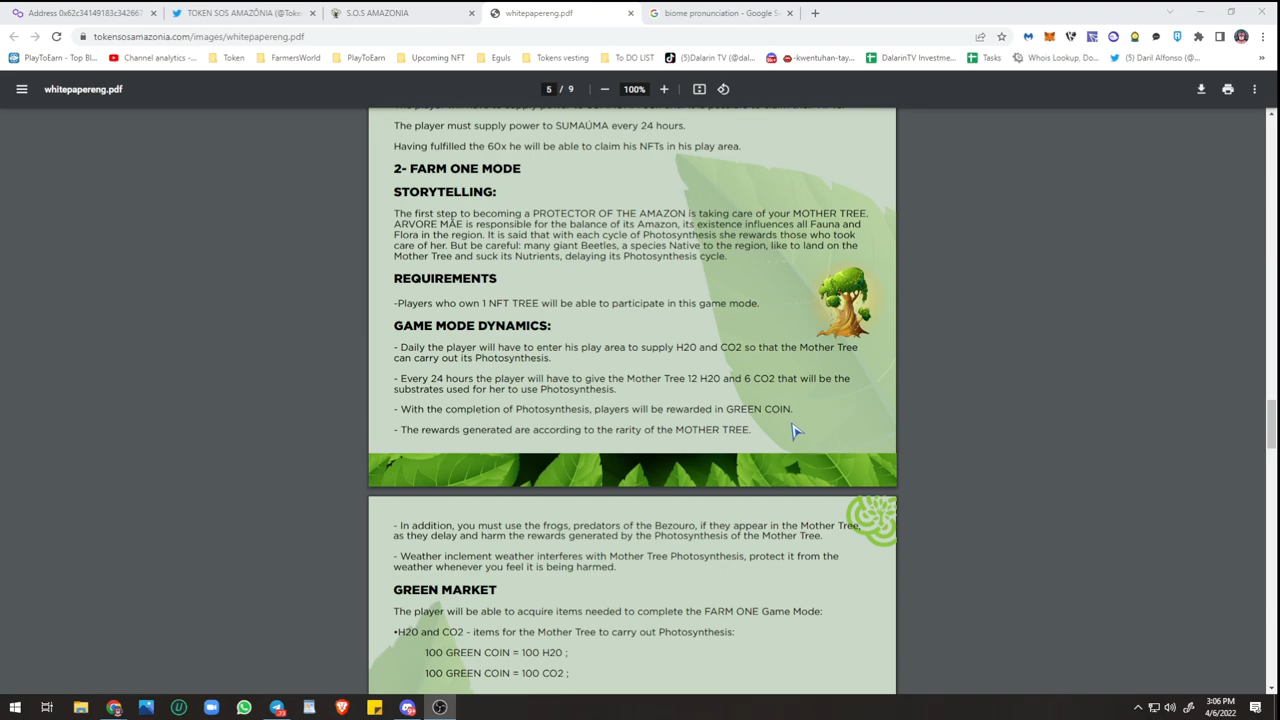 Address 0x62c34149183c342667
TOKEN SOS AMAZÔNIA (@Toke
S.O.S AMAZONIA
whitepapereng.pdf
biome pronunciation - Google S
tokensosamazonia.com/images/whitepapereng.pdf
PlayToEarn - Top Bl...
Channel analytics -...
Token
FarmersWorld
PlayToEarn
Upcoming NFT
Eguls
Tokens vesting
To DO LIST
(5)Dalarin TV (@dal...
-kwentuhan-tay...
DalarinTV Investme...
Tasks
Whois Lookup, Do...
(5) Daril Alfonso (@...
»
whitepapereng.pdf
5 / 9
100%
The player must supply power to SUMAÚMA every 24 hours.
Having fulfilled the 60x he will be able to claim his NFTs in his play area.
2- FARM ONE MODE
STORYTELLING:
The first step to becoming a PROTECTOR OF THE AMAZON is taking care of your MOTHER TREE.
ARVORE MÃE is responsible for the balance of its Amazon, its existence influences all Fauna and
Flora in the region. It is said that with each cycle of Photosynthesis she rewards those who took
care of her. But be careful: many giant Beetles, a species Native to the region, like to land on the
Mother Tree and suck its Nutrients, delaying its Photosynthesis cycle.
REQUIREMENTS
-Players who own 1 NFT TREE will be able to participate in this game mode.
GAME MODE DYNAMICS:
- Daily the player will have to enter his play area to supply H20 and CO2 so that the Mother Tree
can carry out its Photosynthesis.
- Every 24 hours the player will have to give the Mother Tree 12 H20 and 6 CO2 that will be the
substrates used for her to use Photosynthesis.
- With the completion of Photosynthesis, players will be rewarded in GREEN COIN.
- The rewards generated are according to the rarity of the MOTHER TREE.
- In addition, you must use the frogs, predators of the Bezouro, if they appear in the Mother Tree,
as they delay and harm the rewards generated by the Photosynthesis of the Mother Tree.
- Weather inclement weather interferes with Mother Tree Photosynthesis, protect it from the
weather whenever you feel it is being harmed.
GREEN MARKET
The player will be able to acquire items needed to complete the FARM ONE Game Mode:
•H20 and CO2 - items for the Mother Tree to carry out Photosynthesis:
100 GREEN COIN = 100 H20 ;
100 GREEN COIN = 100 CO2 ;
3:06 PM
4/6/2022